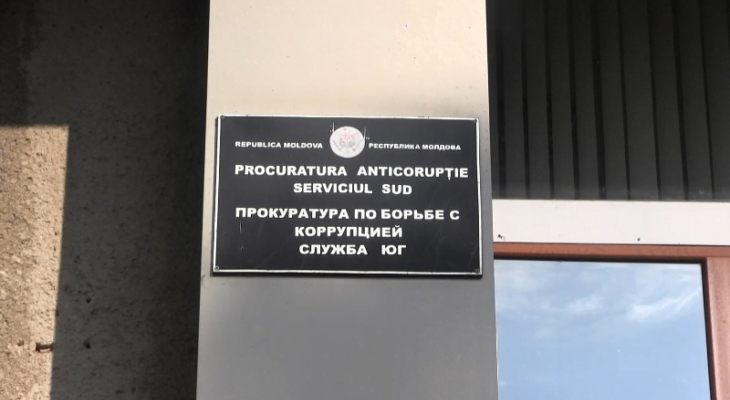 REPUBLICA MOLDOVA РЕСПУБЛИКА МОЛДОВА
PROCURATURA ANTICORUPȚIE
SERVICIUL SUD
ПРОКУРАТУРА ПО БОРЬБЕ С
КОРРУПЦИЕЙ
СЛУЖБА ЮГ